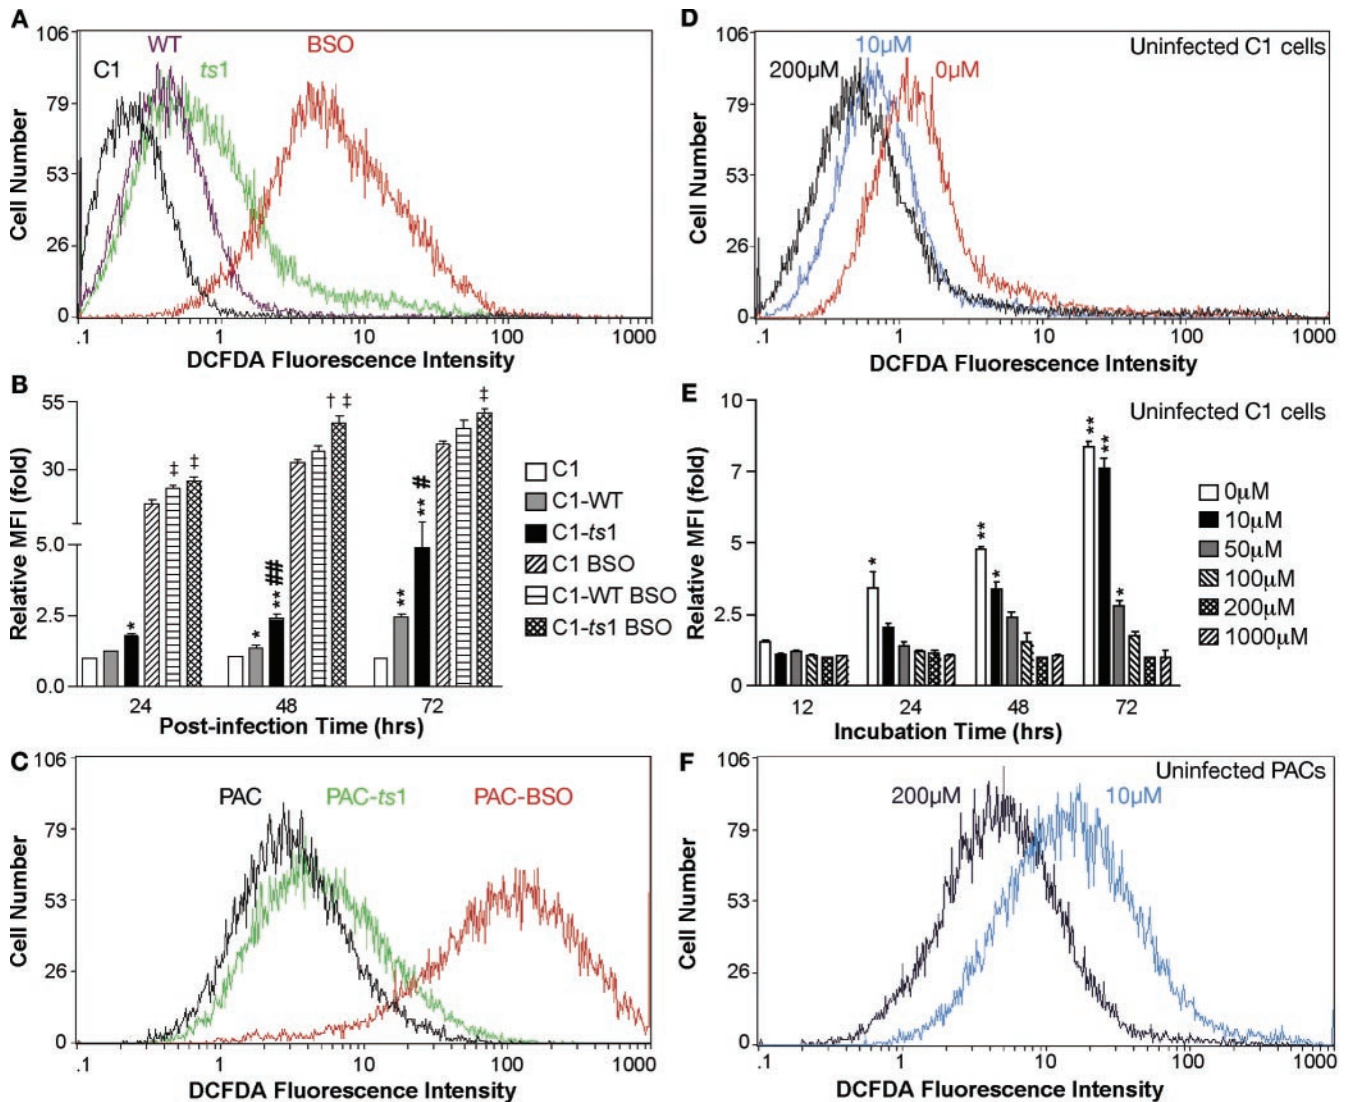 A
106
79
53
26
0
Cell Number
C1
WT
ts1
BSO
.1
1
10
100
1000
DCFDA Fluorescence Intensity
B
55
30
5.0
2.5
0.0
Relative MFI (fold)
*
‡
‡
*
**
##
† ‡
**
**
#
‡
24
48
72
Post-infection Time (hrs)
C1
C1-WT
C1-ts1
C1 BSO
C1-WT BSO
C1-ts1 BSO
C
106
79
53
26
0
Cell Number
PAC
PAC-ts1
PAC-BSO
.1
1
10
100
1000
DCFDA Fluorescence Intensity
D
106
79
53
26
0
Cell Number
200µM
10µM
0µM
Uninfected C1 cells
.1
1
10
100
1000
DCFDA Fluorescence Intensity
E
10
7
5
2.5
0
Relative MFI (fold)
Uninfected C1 cells
*
**
*
**
**
*
12
24
48
72
Incubation Time (hrs)
0µM
10µM
50µM
100µM
200µM
1000µM
F
106
79
53
26
0
Cell Number
200µM
10µM
Uninfected PACs
.1
1
10
100
1000
DCFDA Fluorescence Intensity